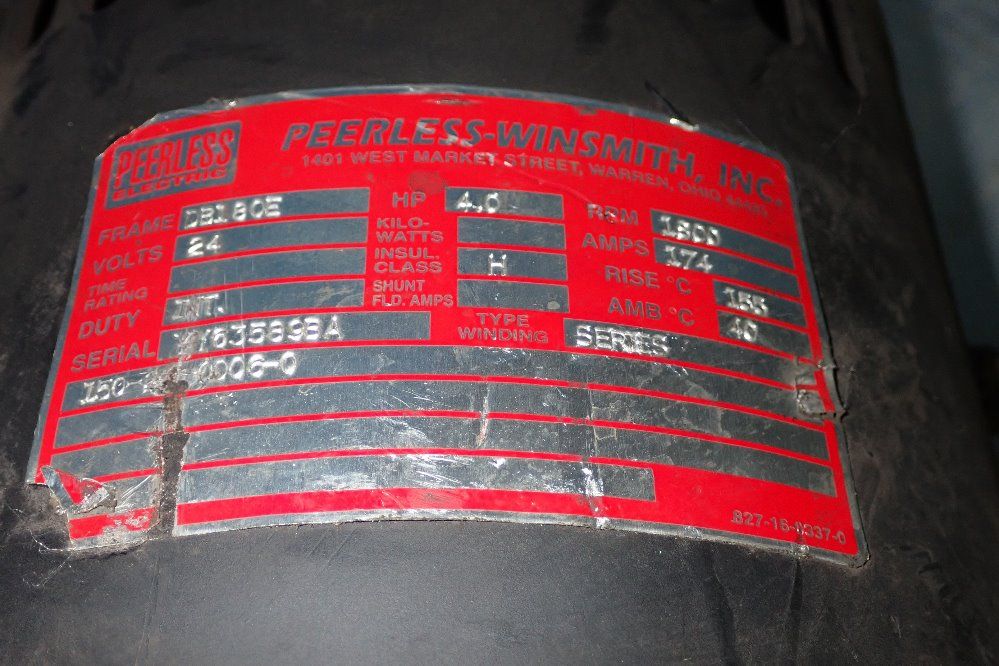 PEERLESS ELECTRIC
PEERLESS-WINSMITH, INC.
1401 WEST MARKET STREET, WARREN, OHIO
FRAME DB180E HP 4.0 RPM 1800
VOLTS 24 KILO-WATTS AMPS 174
TIME RATING INSUL. CLASS H RISE °C 155
DUTY INT. SHUNT FLD. AMPS AMB °C 40
SERIAL TYPE WINDING SERIES